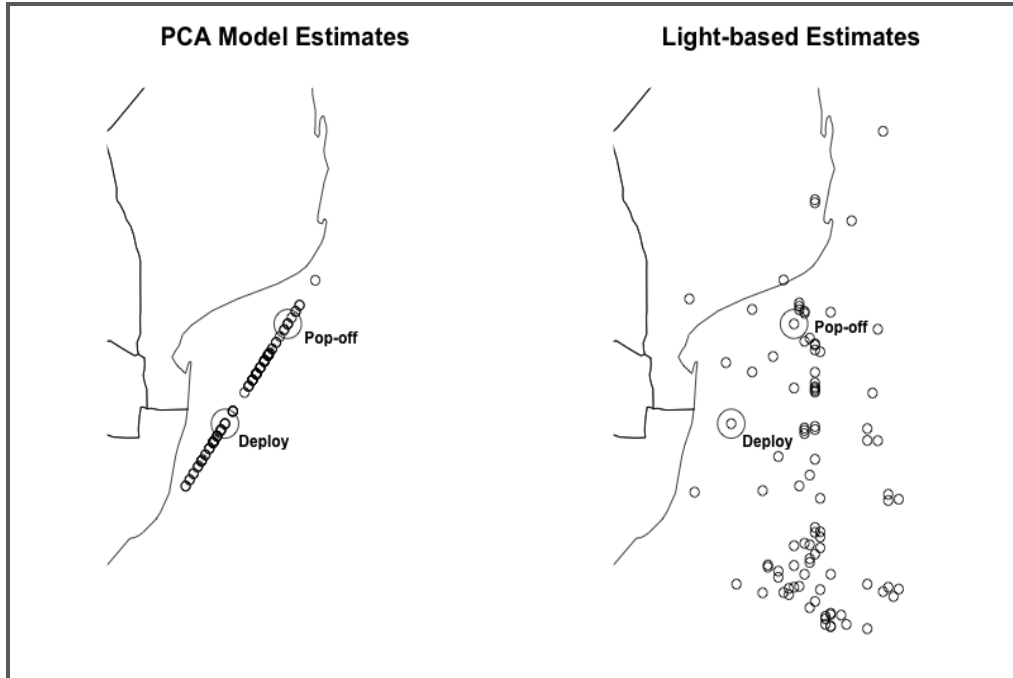 PCA Model Estimates
Light-based Estimates
Pop-off
Deploy
Pop-off
Deploy